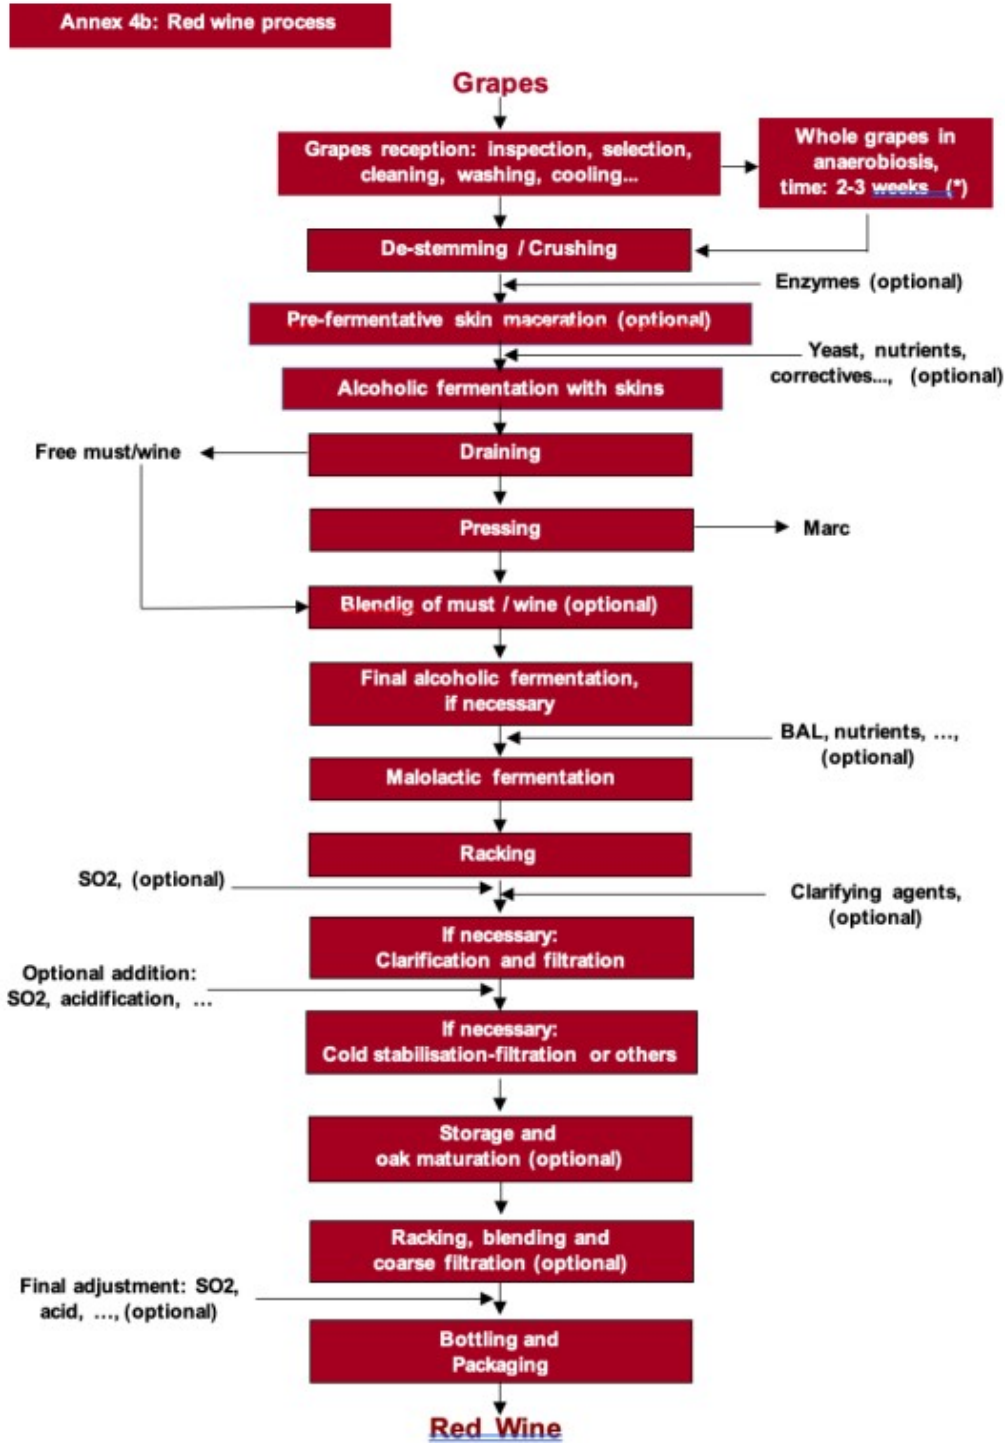 Annex 4b: Red wine process
Grapes
Grapes reception: inspection, selection,
cleaning, washing, cooling...
Whole grapes in
anaerobiosis,
time: 2-3 weeks (*)
De-stemming / Crushing
Enzymes (optional)
Pre-fermentative skin maceration (optional)
Yeast, nutrients,
correctives..., (optional)
Alcoholic fermentation with skins
Free must/wine
Draining
Pressing
Marc
Blendig of must / wine (optional)
Final alcoholic fermentation,
if necessary
BAL, nutrients, ...,
(optional)
Malolactic fermentation
Racking
SO2, (optional)
Clarifying agents,
(optional)
If necessary:
Clarification and filtration
Optional addition:
SO2, acidification, ...
If necessary:
Cold stabilisation-filtration or others
Storage and
oak maturation (optional)
Racking, blending and
coarse filtration (optional)
Final adjustment: SO2,
acid, ..., (optional)
Bottling and
Packaging
Red Wine